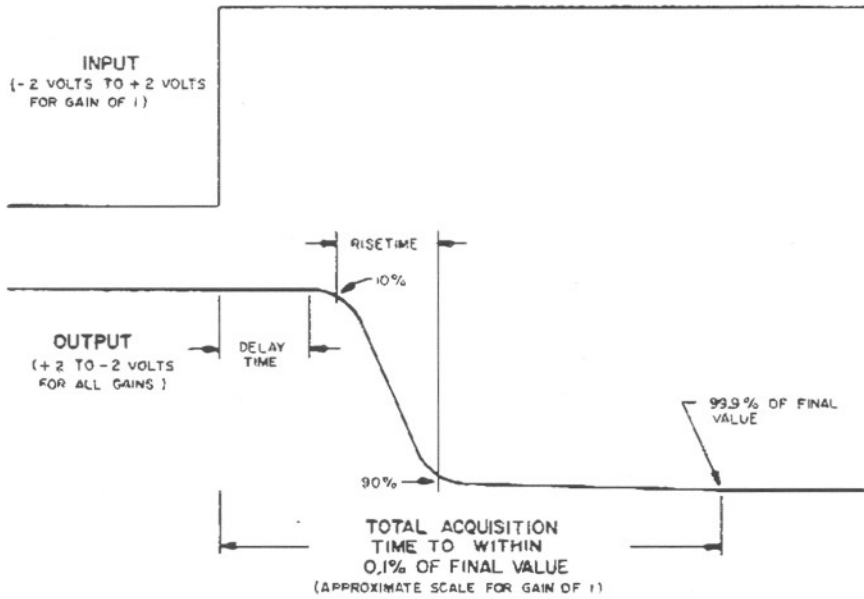 INPUT
(-2 VOLTS TO +2 VOLTS
FOR GAIN OF 1)
RISETIME
10%
OUTPUT
(+2 TO -2 VOLTS
FOR ALL GAINS)
DELAY
TIME
99.9% OF FINAL
VALUE
90%
TOTAL ACQUISITION
TIME TO WITHIN
0.1% OF FINAL VALUE
(APPROXIMATE SCALE FOR GAIN OF 1)